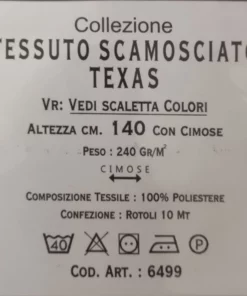 Collezione
TESSUTO SCAMOSCIATO
TEXAS
VR: VEDI SCALETTA COLORI
ALTEZZA CM. 140 CON CIMOSE
PESO : 240 GR/M²
CIMOSE
COMPOSIZIONE TESSILE : 100% POLIESTERE
CONFEZIONE : ROTOLI 10 MT
40 P
COD. ART. : 6499